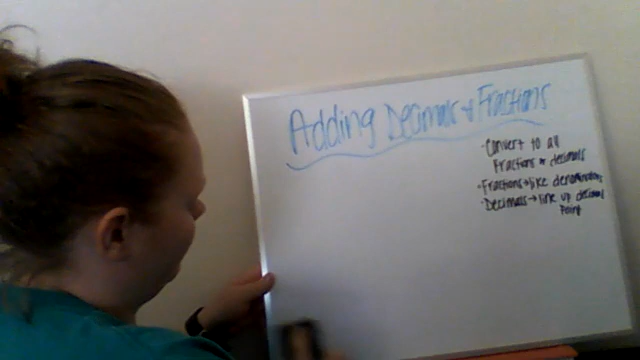 Adding Decimals & Fractions
· Convert to all
Fractions or decimals
· Fractions → like denominators
· Decimals → line up decimal
Point